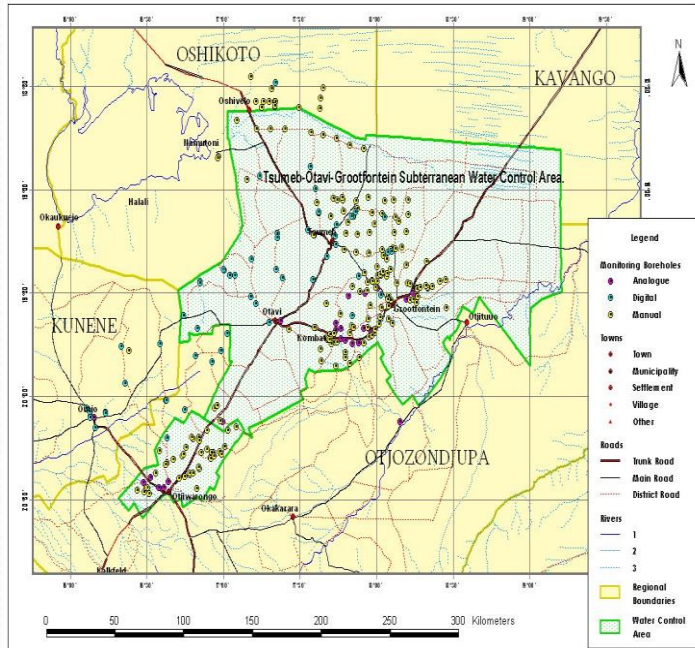 OSHIKOTO
KAVANGO
N
Oshivelo
Halali
Okaukuejo
Tsumeb-Otavi-Grootfontein Subterranean Water Control Area.
Tsumeb
KUNENE
Otavi
Kombat
Grootfontein
Otjituuo
Outjo
OTJOZONDJUPA
Otjiwarongo
Okakarara
Kalkfeld
0 50 100 150 200 250 300 Kilometers
Legend
Monitoring Boreholes
Analogue
Digital
Manual
Towns
Town
Municipality
Settlement
Village
Other
Roads
Trunk Road
Main Road
District Road
Rivers
1
2
3
Regional
Boundaries
Water Control
Area